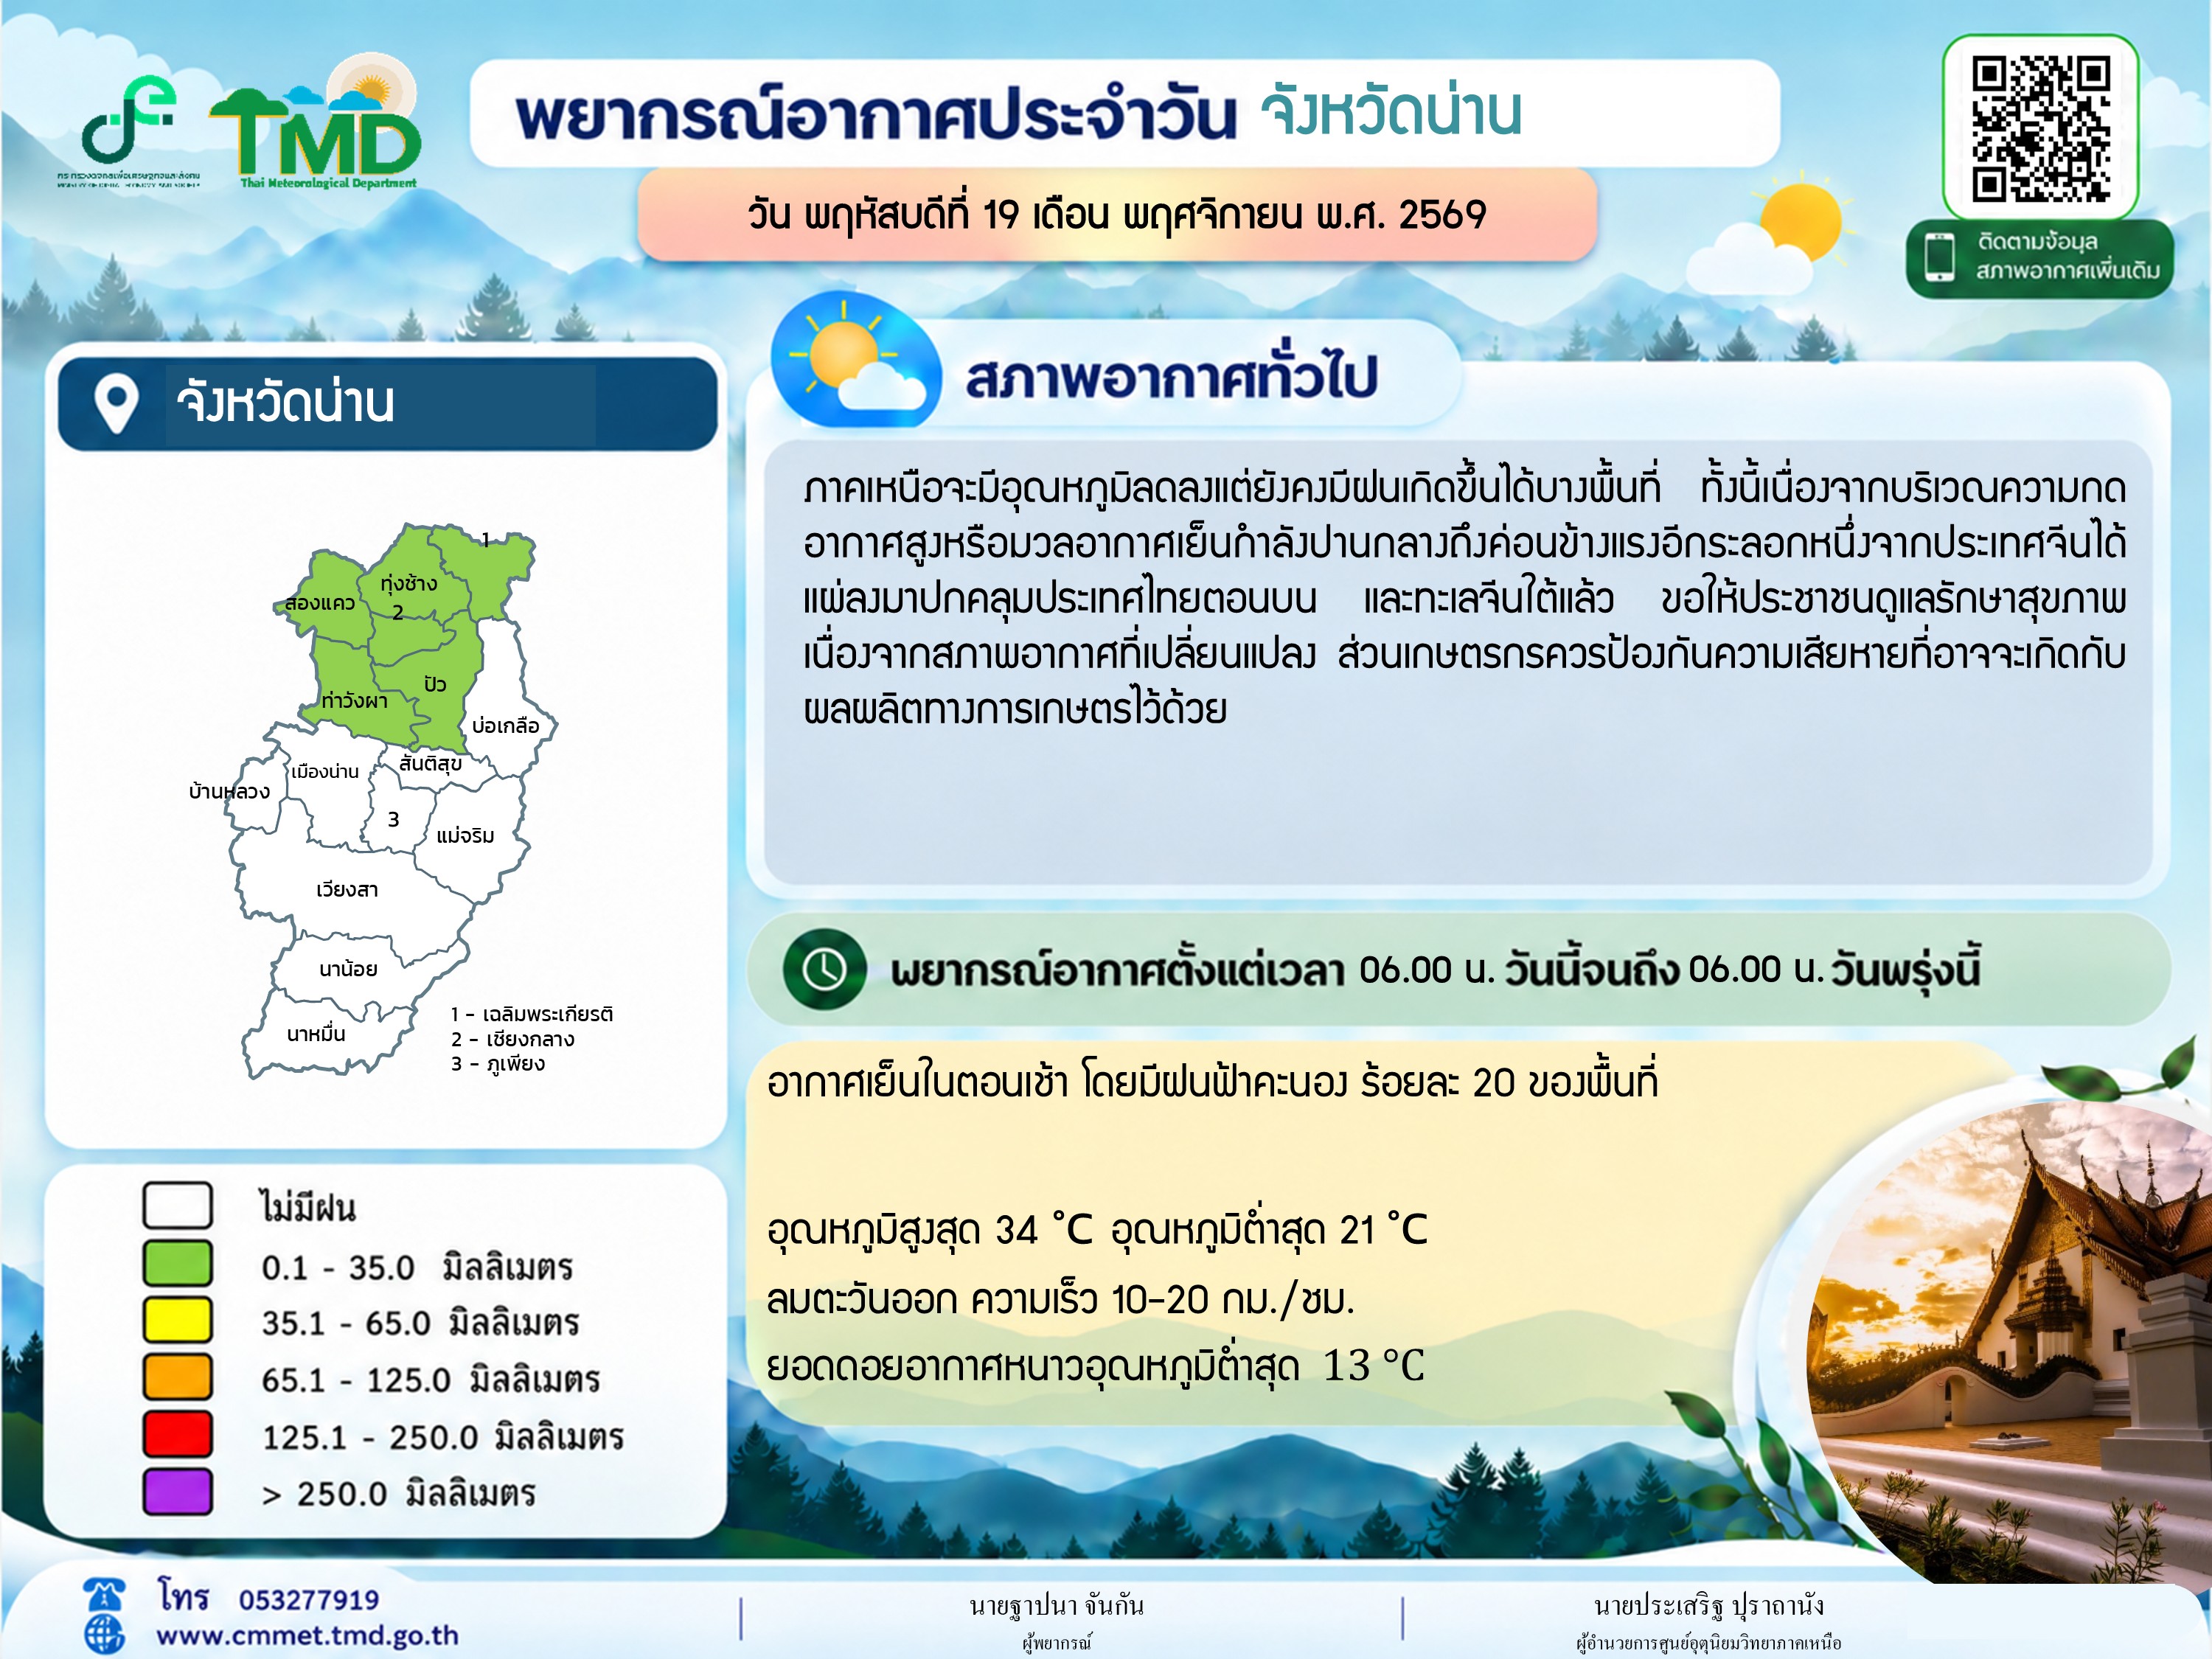 TMD
Thai Meteorological Department
พยากรณ์อากาศประจำวัน จังหวัดน่าน
วัน พฤหัสบดีที่ 19 เดือน พฤศจิกายน พ.ศ. 2569
ติดตามข้อมูล
สภาพอากาศเพิ่มเติม
จังหวัดน่าน
1
ทุ่งช้าง
สองแคว
2
ปัว
ท่าวังผา
บ่อเกลือ
สันติสุข
เมืองน่าน
บ้านหลวง
3
แม่จริม
เวียงสา
นาน้อย
นาหมื่น
1 - เฉลิมพระเกียรติ
2 - เชียงกลาง
3 - ภูเพียง
ไม่มีฝน
0.1 - 35.0 มิลลิเมตร
35.1 - 65.0 มิลลิเมตร
65.1 - 125.0 มิลลิเมตร
125.1 - 250.0 มิลลิเมตร
> 250.0 มิลลิเมตร
สภาพอากาศทั่วไป
ภาคเหนือจะมีอุณหภูมิลดลงแต่ยังคงมีฝนเกิดขึ้นได้บางพื้นที่ ทั้งนี้เนื่องจากบริเวณความกด
อากาศสูงหรือมวลอากาศเย็นกำลังปานกลางถึงค่อนข้างแรงอีกระลอกหนึ่งจากประเทศจีนได้
แผ่ลงมาปกคลุมประเทศไทยตอนบน และทะเลจีนใต้แล้ว ขอให้ประชาชนดูแลรักษาสุขภาพ
เนื่องจากสภาพอากาศที่เปลี่ยนแปลง ส่วนเกษตรกรควรป้องกันความเสียหายที่อาจจะเกิดกับ
ผลผลิตทางการเกษตรไว้ด้วย
พยากรณ์อากาศตั้งแต่เวลา 06.00 น. วันนี้จนถึง 06.00 น. วันพรุ่งนี้
อากาศเย็นในตอนเช้า โดยมีฝนฟ้าคะนอง ร้อยละ 20 ของพื้นที่
อุณหภูมิสูงสุด 34 °C อุณหภูมิต่ำสุด 21 °C
ลมตะวันออก ความเร็ว 10-20 กม./ชม.
ยอดดอยอากาศหนาวอุณหภูมิต่ำสุด 13 °C
โทร 053277919
www.cmmet.tmd.go.th
นายฐาปนา จันกัน
ผู้พยากรณ์
นายประเสริฐ ปุราถานัง
ผู้อำนวยการศูนย์อุตุนิยมวิทยาภาคเหนือ